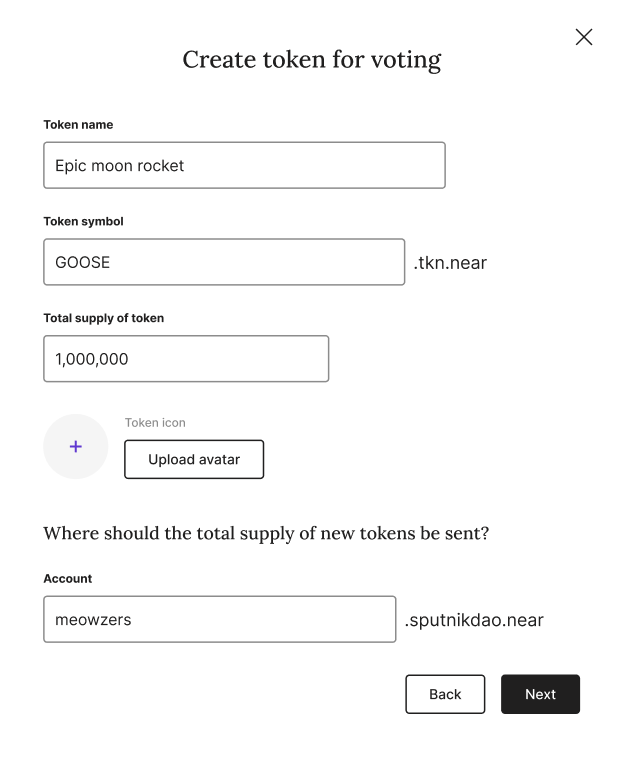 Create token for voting
Token name
Epic moon rocket
Token symbol
GOOSE .tkn.near
Total supply of token
1,000,000
Token icon
+
Upload avatar
Where should the total supply of new tokens be sent?
Account
meowzers .sputnikdao.near
Back Next